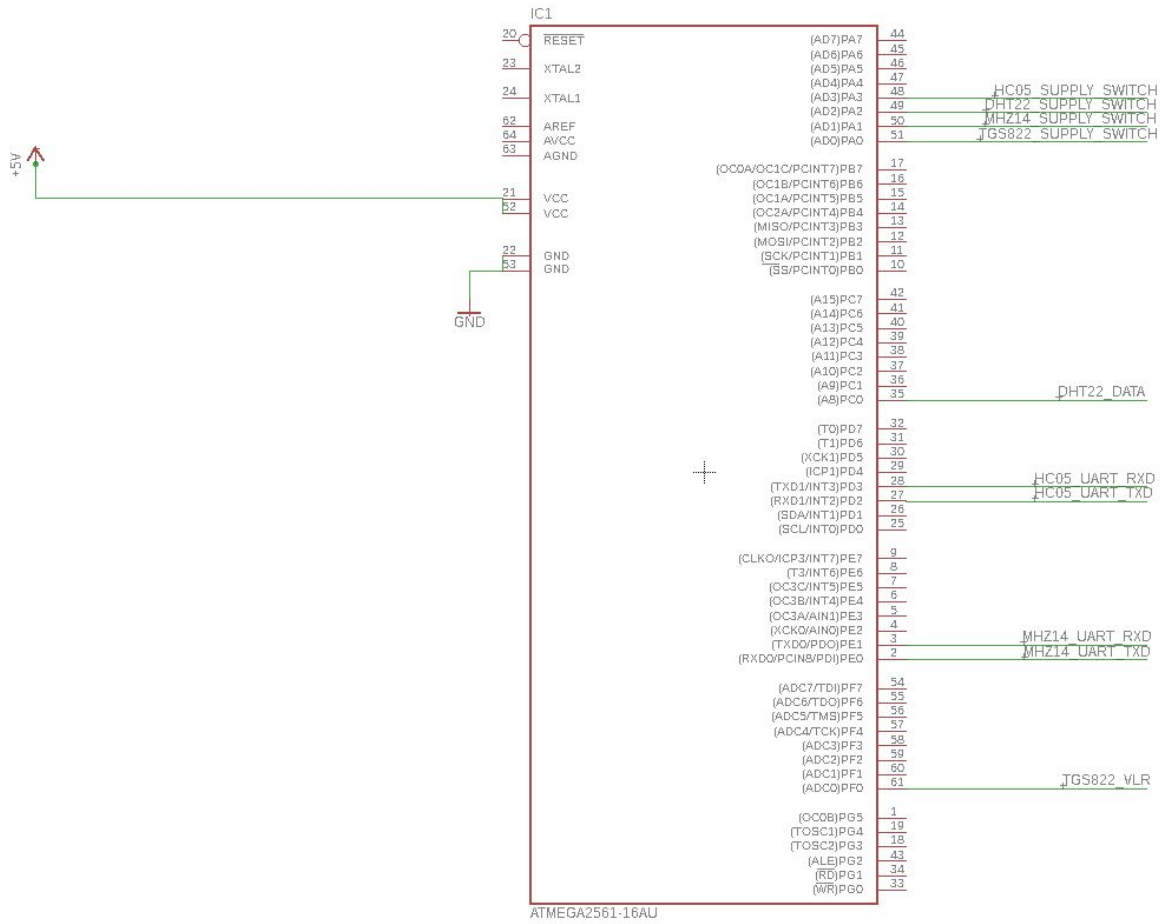 IC1
20 RESET
23 XTAL2
24 XTAL1
62 AREF
64 AVCC
63 AGND
+5V
21 VCC
52 VCC
22 GND
53 GND
GND
(AD7)PA7 44
(AD6)PA6 45
(AD5)PA5 46
(AD4)PA4 47
(AD3)PA3 48 HC05_SUPPLY_SWITCH
(AD2)PA2 49 DHT22_SUPPLY_SWITCH
(AD1)PA1 50 MHZ14_SUPPLY_SWITCH
(AD0)PA0 51 TGS822_SUPPLY_SWITCH
(OC0A/OC1C/PCINT7)PB7 17
(OC1B/PCINT6)PB6 16
(OC1A/PCINT5)PB5 15
(OC2A/PCINT4)PB4 14
(MISO/PCINT3)PB3 13
(MOSI/PCINT2)PB2 12
(SCK/PCINT1)PB1 11
(SS/PCINT0)PB0 10
(A15)PC7 42
(A14)PC6 41
(A13)PC5 40
(A12)PC4 39
(A11)PC3 38
(A10)PC2 37
(A9)PC1 36
(A8)PC0 35 DHT22_DATA
(T0)PD7 32
(T1)PD6 31
(XCK1)PD5 30
(ICP1)PD4 29
(TXD1/INT3)PD3 28 HC05_UART_RXD
(RXD1/INT2)PD2 27 HC05_UART_TXD
(SDA/INT1)PD1 26
(SCL/INT0)PD0 25
(CLKO/ICP3/INT7)PE7 9
(T3/INT6)PE6 8
(OC3C/INT5)PE5 7
(OC3B/INT4)PE4 6
(OC3A/AIN1)PE3 5
(XCK0/AIN0)PE2 4
(TXD0/PDO)PE1 3 MHZ14_UART_RXD
(RXD0/PCIN8/PDI)PE0 2 MHZ14_UART_TXD
(ADC7/TDI)PF7 54
(ADC6/TDO)PF6 55
(ADC5/TMS)PF5 56
(ADC4/TCK)PF4 57
(ADC3)PF3 58
(ADC2)PF2 59
(ADC1)PF1 60
(ADC0)PF0 61 TGS822_VLR
(OC0B)PG5 1
(TOSC1)PG4 19
(TOSC2)PG3 18
(ALE)PG2 43
(RD)PG1 34
(WR)PG0 33
ATMEGA2561-16AU